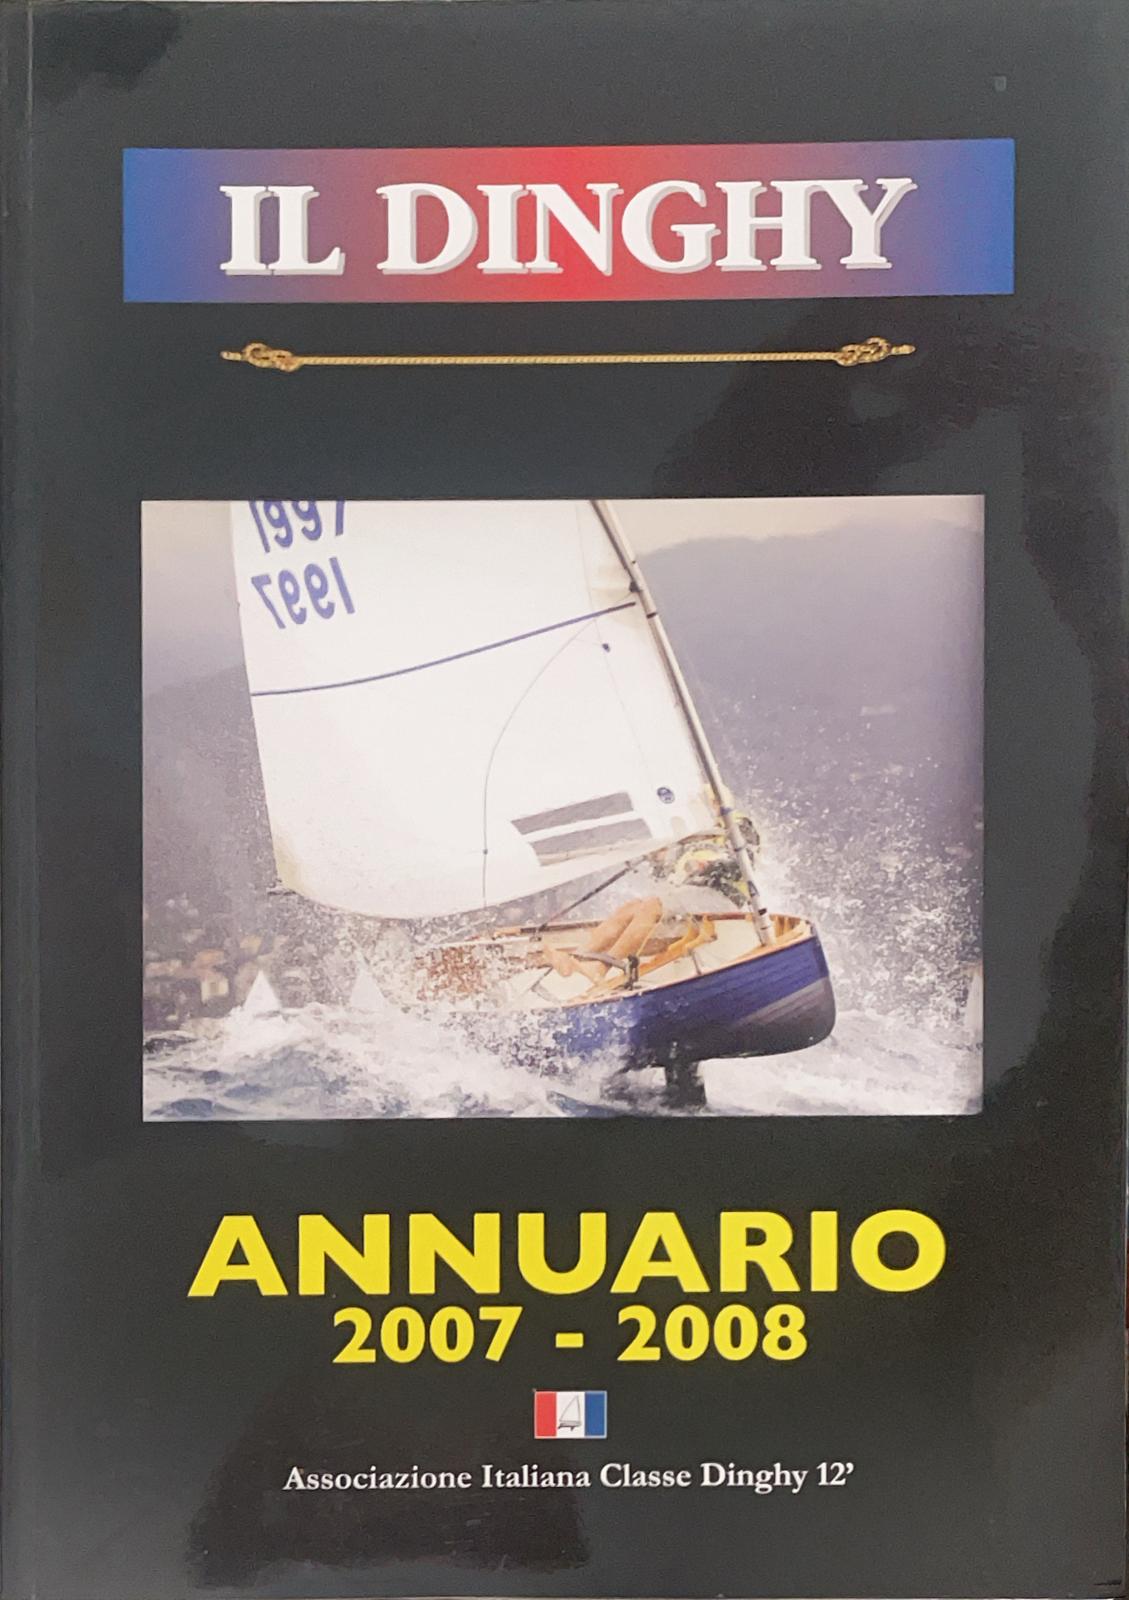 IL DINGHY
1997
1997
ANNUARIO
2007 - 2008
Associazione Italiana Classe Dinghy 12’